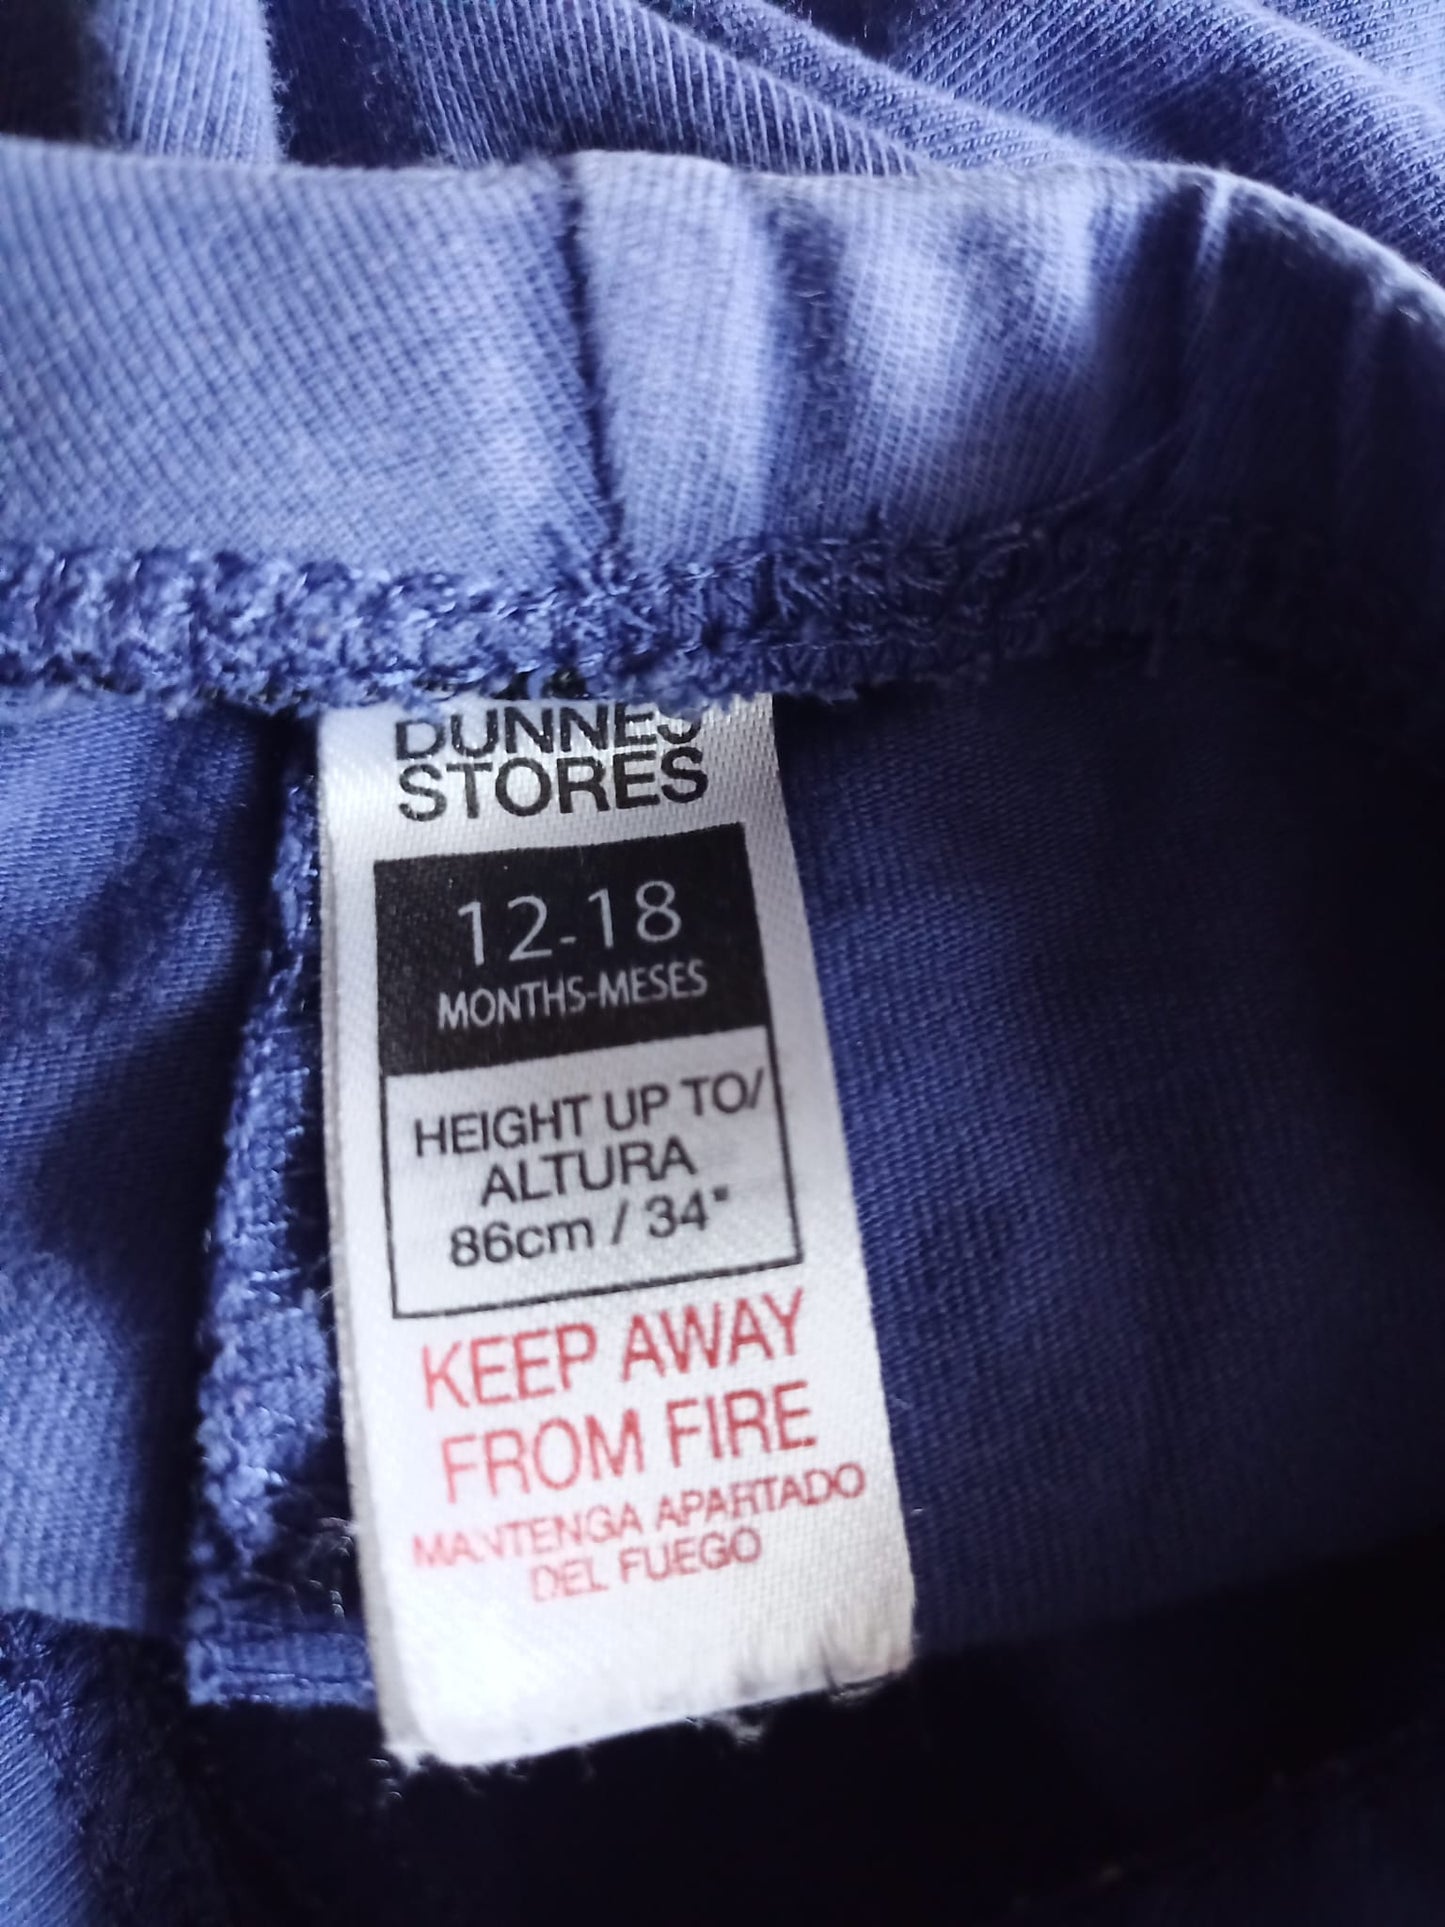 DUNNES
STORES
12-18
MONTHS-MESES
HEIGHT UP TO/
ALTURA
86cm / 34"
KEEP AWAY
FROM FIRE
MANTENGA APARTADO
DEL FUEGO